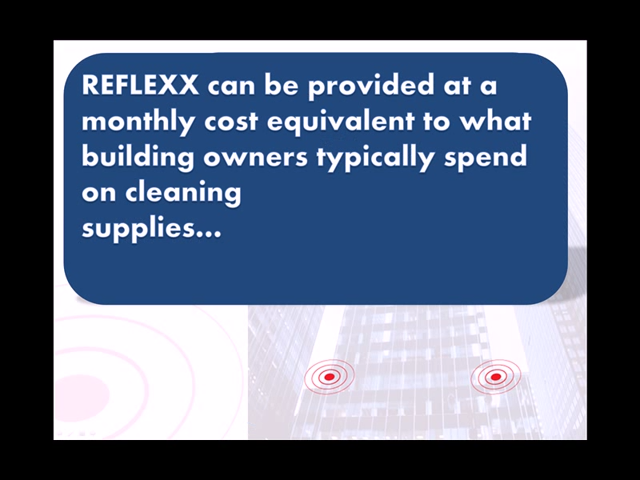 REFLEXX can be provided at a
monthly cost equivalent to what
building owners typically spend
on cleaning
supplies...